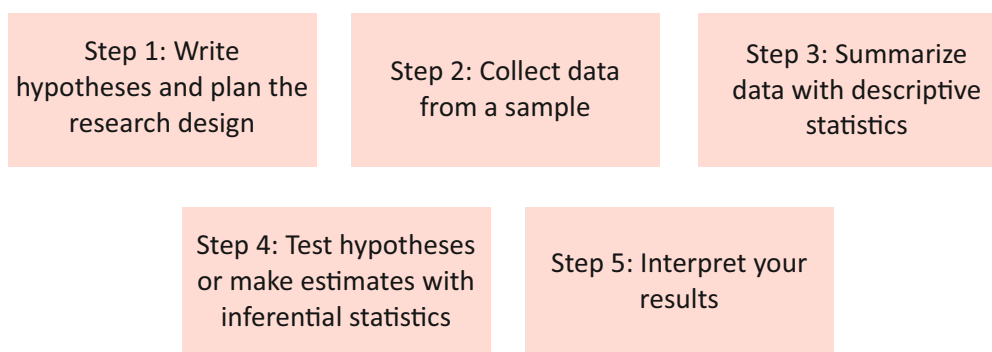 Step 1: Write
hypotheses and plan the
research design
Step 2: Collect data
from a sample
Step 3: Summarize
data with descriptive
statistics
Step 4: Test hypotheses
or make estimates with
inferential statistics
Step 5: Interpret your
results